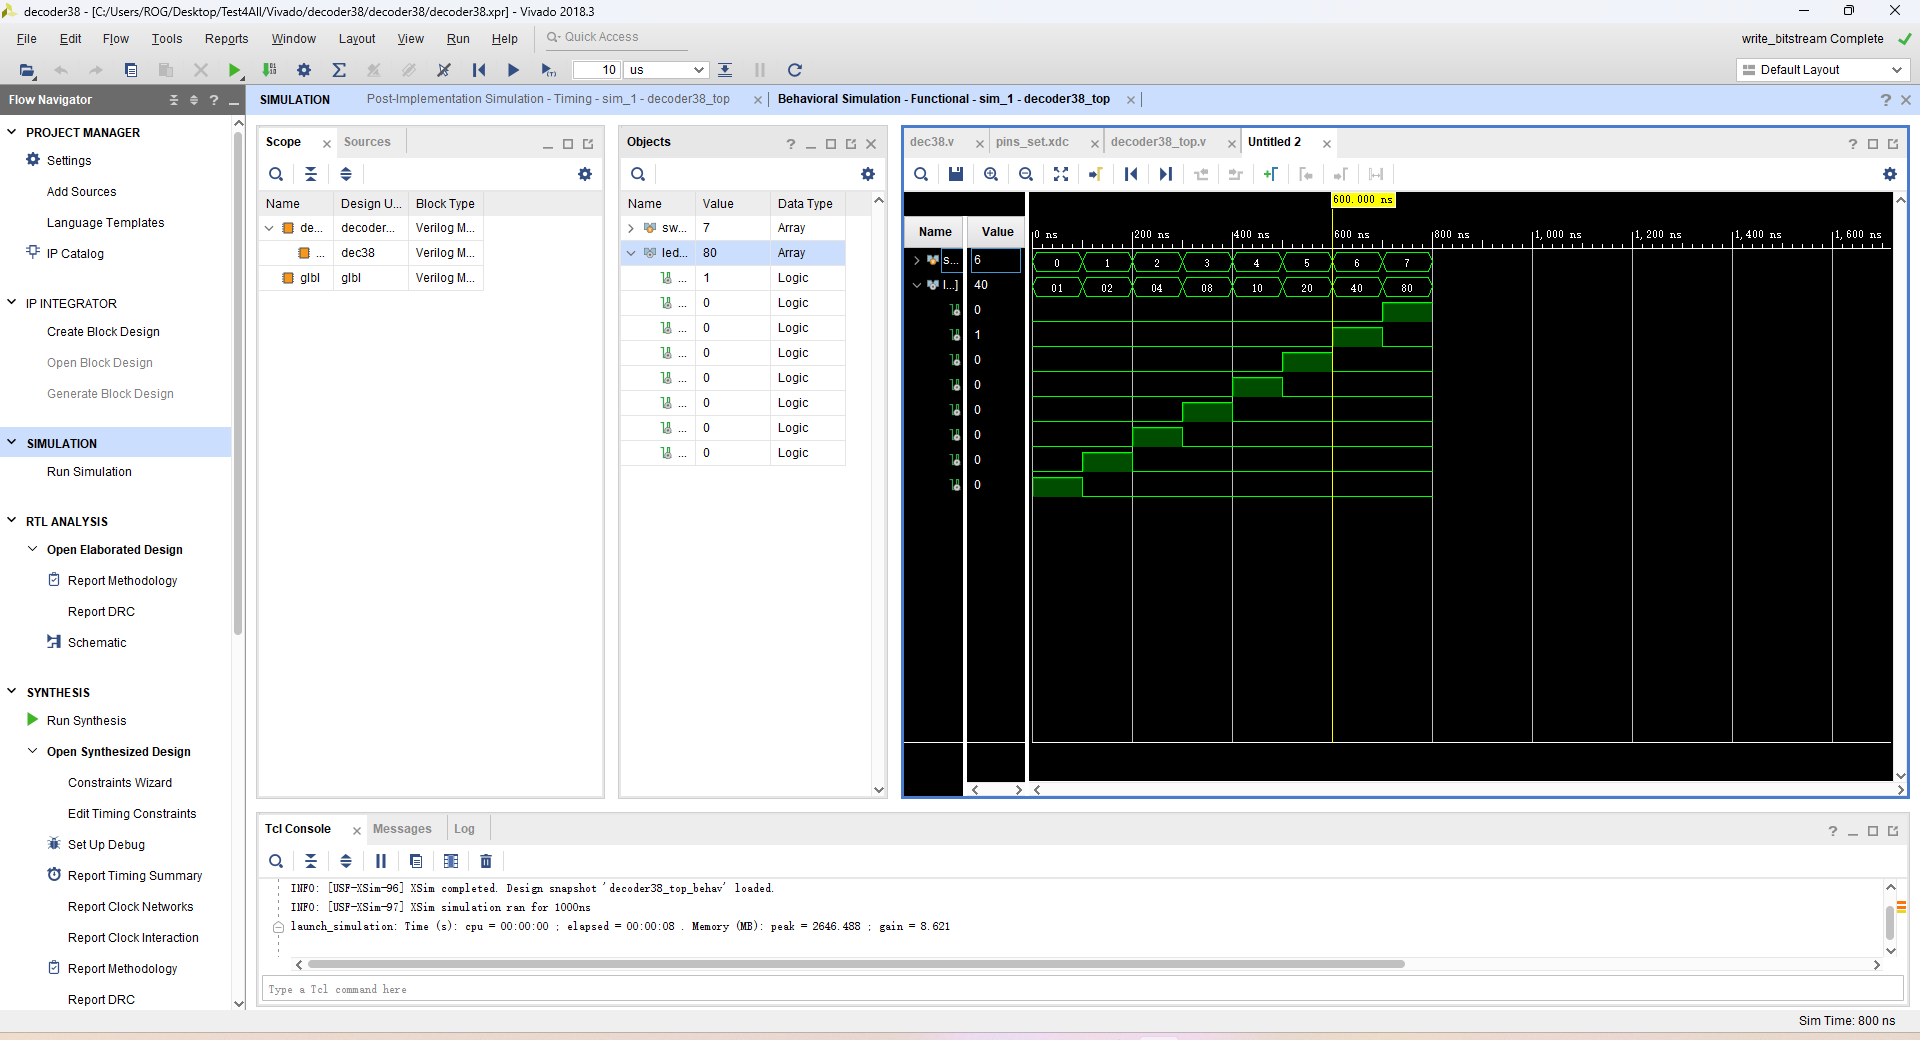 decoder38 - [C:/Users/ROG/Desktop/Test4All/Vivado/decoder38/decoder38/decoder38.xpr] - Vivado 2018.3
File Edit Flow Tools Reports Window Layout View Run Help Quick Access
write_bitstream Complete
10 us
Default Layout
Flow Navigator
PROJECT MANAGER
Settings
Add Sources
Language Templates
IP Catalog
IP INTEGRATOR
Create Block Design
Open Block Design
Generate Block Design
SIMULATION
Run Simulation
RTL ANALYSIS
Open Elaborated Design
Report Methodology
Report DRC
Schematic
SYNTHESIS
Run Synthesis
Open Synthesized Design
Constraints Wizard
Edit Timing Constraints
Set Up Debug
Report Timing Summary
Report Clock Networks
Report Clock Interaction
Report Methodology
Report DRC
SIMULATION Post-Implementation Simulation - Timing - sim_1 - decoder38_top Behavioral Simulation - Functional - sim_1 - decoder38_top
Scope Sources
Name Design U... Block Type
de... decoder... Verilog M...
... dec38 Verilog M...
glbl glbl Verilog M...
Objects
Name Value Data Type
sw... 7 Array
led... 80 Array
... 1 Logic
... 0 Logic
... 0 Logic
... 0 Logic
... 0 Logic
... 0 Logic
... 0 Logic
... 0 Logic
dec38.v pins_set.xdc decoder38_top.v Untitled 2
600.000 ns
Name Value
0 ns 200 ns 400 ns 600 ns 800 ns 1,000 ns 1,200 ns 1,400 ns 1,600 ns
s... 6 0 1 2 3 4 5 6 7
l...] 40 01 02 04 08 10 20 40 80
0
1
0
0
0
0
0
0
Tcl Console Messages Log
INFO: [USF-XSim-96] XSim completed. Design snapshot 'decoder38_top_behav' loaded.
INFO: [USF-XSim-97] XSim simulation ran for 1000ns
launch_simulation: Time (s): cpu = 00:00:00 ; elapsed = 00:00:08 . Memory (MB): peak = 2646.488 ; gain = 8.621
Type a Tcl command here
Sim Time: 800 ns